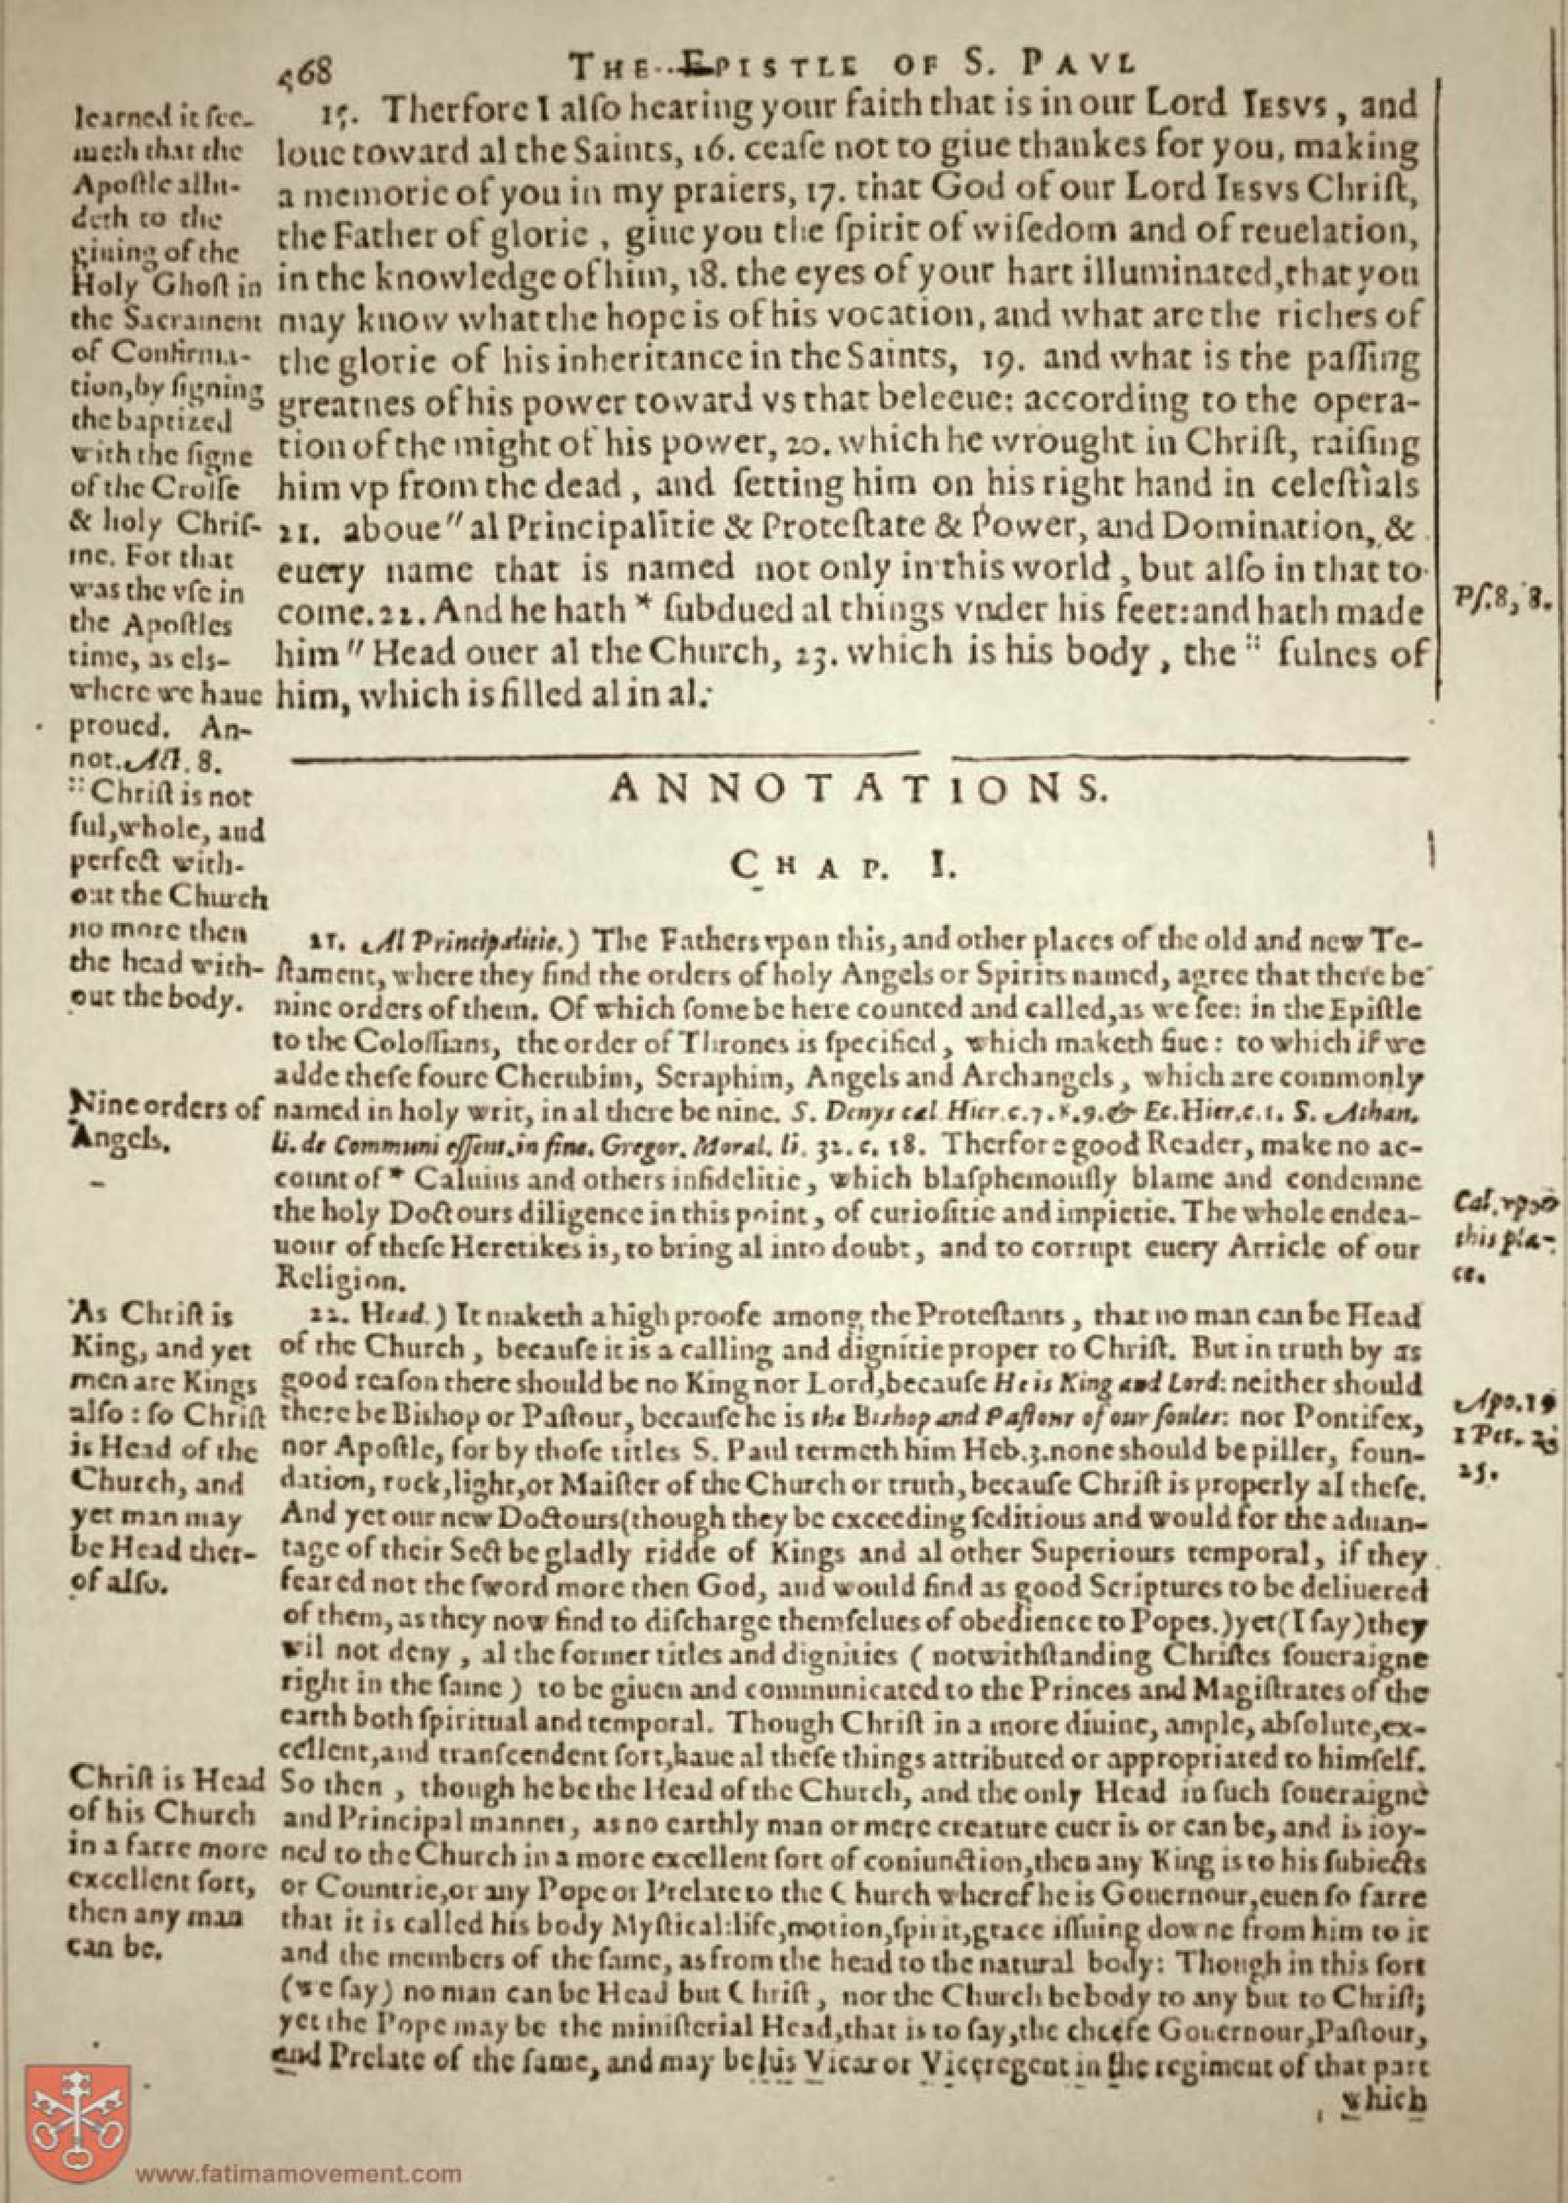 468
THE EPISTLE OF S. PAVL
learned it see-
meth that the
Apostle allu-
deth to the
giuing of the
Holy Ghost in
the Sacrament
of Confirma-
tion, by signing
the baptized
with the signe
of the Crosse
& holy Chris-
me. For that
was the vse in
the Apostles
time, as els-
where we haue
proued. An-
not. Act. 8.
:: Christ is not
ful, whole, and
perfect with-
out the Church
no more then
the head with-
out the body.
15. Therfore I also hearing your faith that is in our Lord IESVS, and
loue toward al the Saints, 16. cease not to giue thankes for you, making
a memorie of you in my praiers, 17. that God of our Lord IESVS Christ,
the Father of glorie, giue you the spirit of wisedom and of reuelation,
in the knowledge of him, 18. the eyes of your hart illuminated, that you
may know what the hope is of his vocation, and what are the riches of
the glorie of his inheritance in the Saints, 19. and what is the passing
greatnes of his power toward vs that beleeue: according to the opera-
tion of the might of his power, 20. which he wrought in Christ, raising
him vp from the dead, and setting him on his right hand in celestials
21. aboue " al Principalitie & Protestate & Power, and Domination, &
euery name that is named not only in this world, but also in that to
come. 22. And he hath * subdued al things vnder his feet: and hath made
him " Head ouer al the Church, 23. which is his body, the :: fulnes of
him, which is filled al in al.
Ps. 8, 8.
ANNOTATIONS.
CHAP. I.
21. Al Principalitie.) The Fathers vpon this, and other places of the old and new Te-
stament, where they find the orders of holy Angels or Spirits named, agree that there be
nine orders of them. Of which some be here counted and called, as we see: in the Epistle
to the Colossians, the order of Thrones is specified, which maketh fiue: to which if we
adde these foure Cherubim, Seraphim, Angels and Archangels, which are commonly
named in holy writ, in al there be nine. S. Denys cal. Hier. c. 7. 8. 9. & Ec. Hier. c. 1. S. Athan.
li. de Communi essent. in fine. Gregor. Moral. li. 32. c. 18. Therfore good Reader, make no ac-
count of * Caluins and others infidelitie, which blasphemously blame and condemne
the holy Doctours diligence in this point, of curiositie and impietie. The whole endea-
uour of these Heretikes is, to bring al into doubt, and to corrupt euery Article of our
Religion.
Nine orders of
Angels.
Cal. vpō
this pla-
ce.
22. Head.) It maketh a high proofe among the Protestants, that no man can be Head
of the Church, because it is a calling and dignitie proper to Christ. But in truth by as
good reason there should be no King nor Lord, because He is King and Lord: neither should
there be Bishop or Pastour, because he is the Bishop and Pastour of our soules: nor Pontifex,
nor Apostle, for by those titles S. Paul termeth him Heb. 3. none should be piller, foun-
dation, rock, light, or Maister of the Church or truth, because Christ is properly al these.
And yet our new Doctours (though they be exceeding seditious and would for the aduan-
tage of their Sect be gladly ridde of Kings and al other Superiours temporal, if they
feared not the sword more then God, and would find as good Scriptures to be deliuered
of them, as they now find to discharge themselues of obedience to Popes.) yet (I say) they
wil not deny, al the former titles and dignities (notwithstanding Christes soueraigne
right in the same) to be giuen and communicated to the Princes and Magistrates of the
earth both spiritual and temporal. Though Christ in a more diuine, ample, absolute, ex-
cellent, and transcendent sort, haue al these things attributed or appropriated to himself.
So then, though he be the Head of the Church, and the only Head in such soueraigne
and Principal manner, as no earthly man or mere creature euer is or can be, and is ioy-
ned to the Church in a more excellent sort of coniunction, then any King is to his subiects
or Countrie, or any Pope or Prelate to the Church wherof he is Gouernour, euen so farre
that it is called his body Mystical: life, motion, spirit, grace issuing downe from him to it
and the members of the same, as from the head to the natural body: Though in this sort
(we say) no man can be Head but Christ, nor the Church be body to any but to Christ;
yet the Pope may be the ministerial Head, that is to say, the cheefe Gouernour, Pastour,
and Prelate of the same, and may be his Vicar or Viceregent in the regiment of that part
which
As Christ is
King, and yet
men are Kings
also: so Christ
is Head of the
Church, and
yet man may
be Head ther-
of also.
Apo. 19
1 Pet. 2,
25.
Christ is Head
of his Church
in a farre more
excellent sort,
then any man
can be.
www.fatimamovement.com